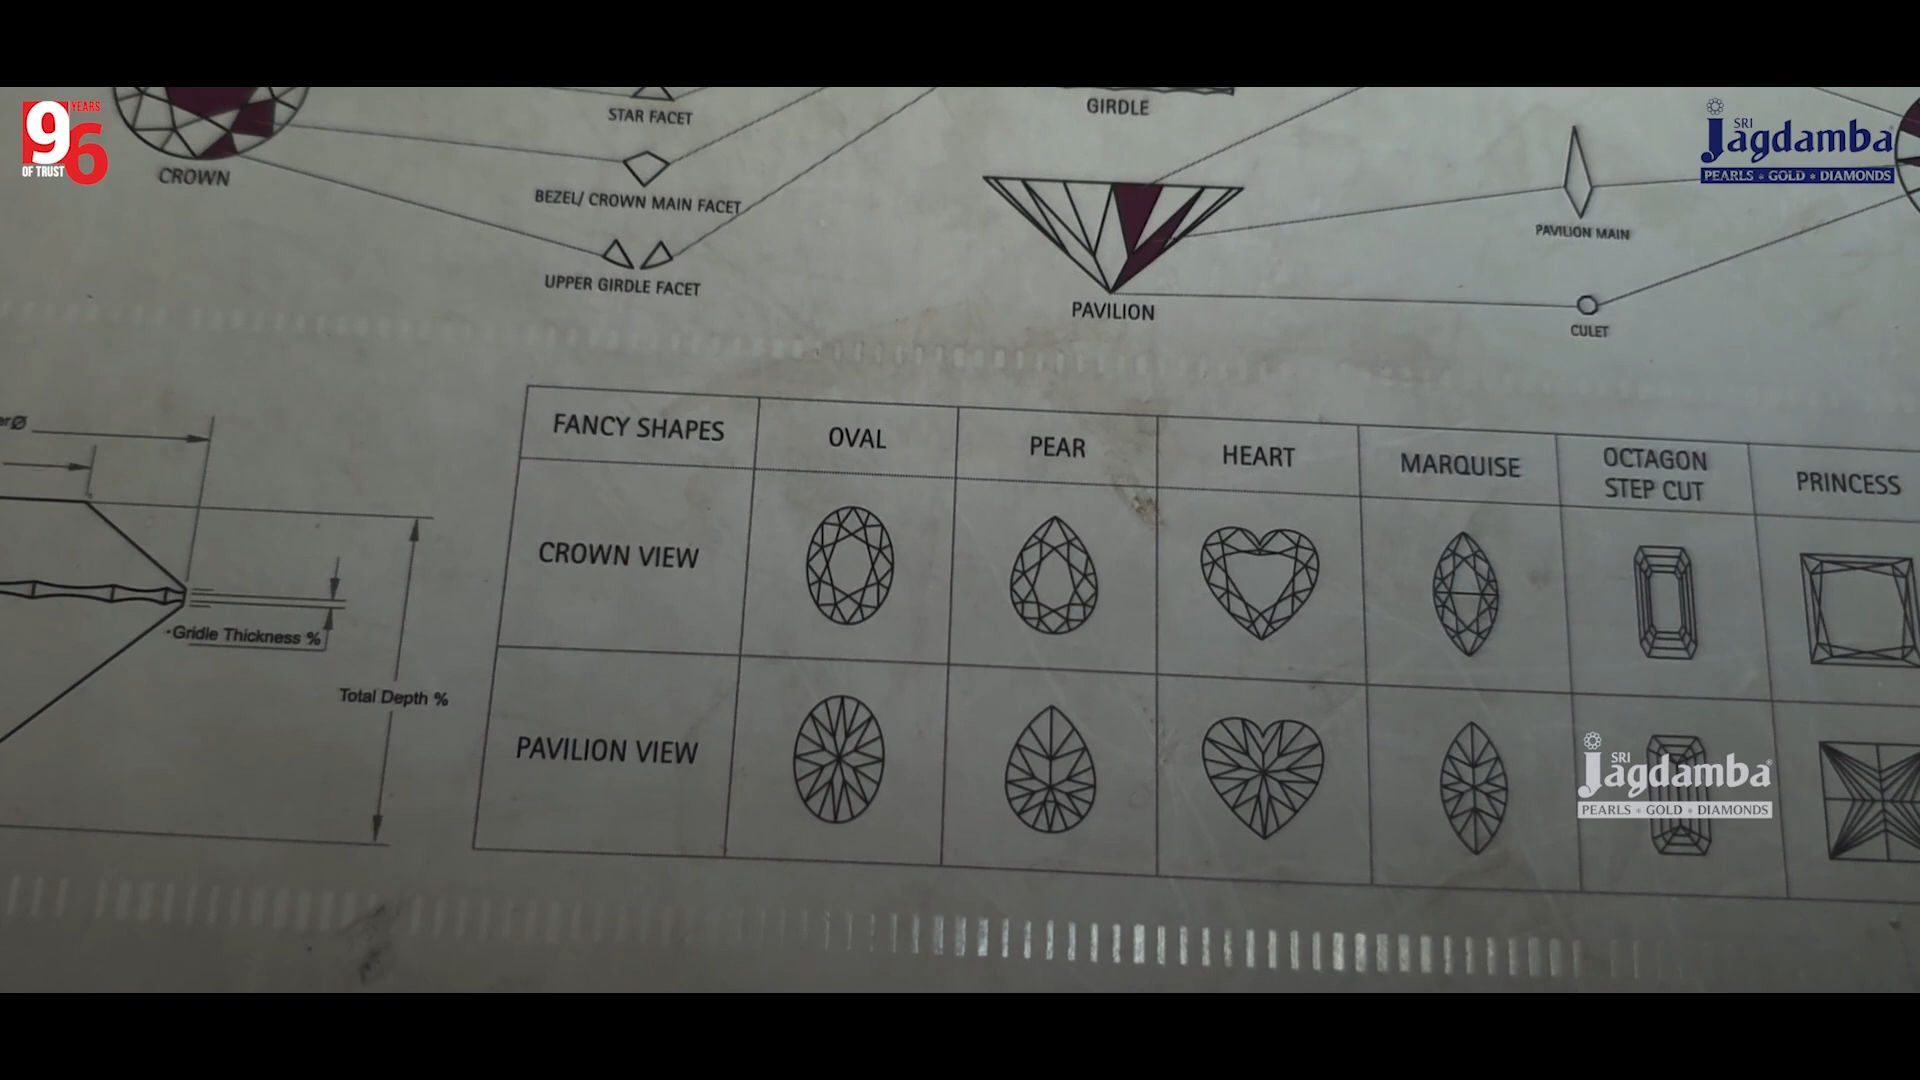 96 YEARS
OF TRUST
CROWN
STAR FACET
BEZEL/ CROWN MAIN FACET
UPPER GIRDLE FACET
GIRDLE
PAVILION
PAVILION MAIN
CULET
SRI
Jagdamba
PEARLS GOLD DIAMONDS
Gridle Thickness %
Total Depth %
FANCY SHAPES OVAL PEAR HEART MARQUISE OCTAGON STEP CUT PRINCESS
CROWN VIEW
PAVILION VIEW
SRI
Jagdamba®
PEARLS GOLD DIAMONDS